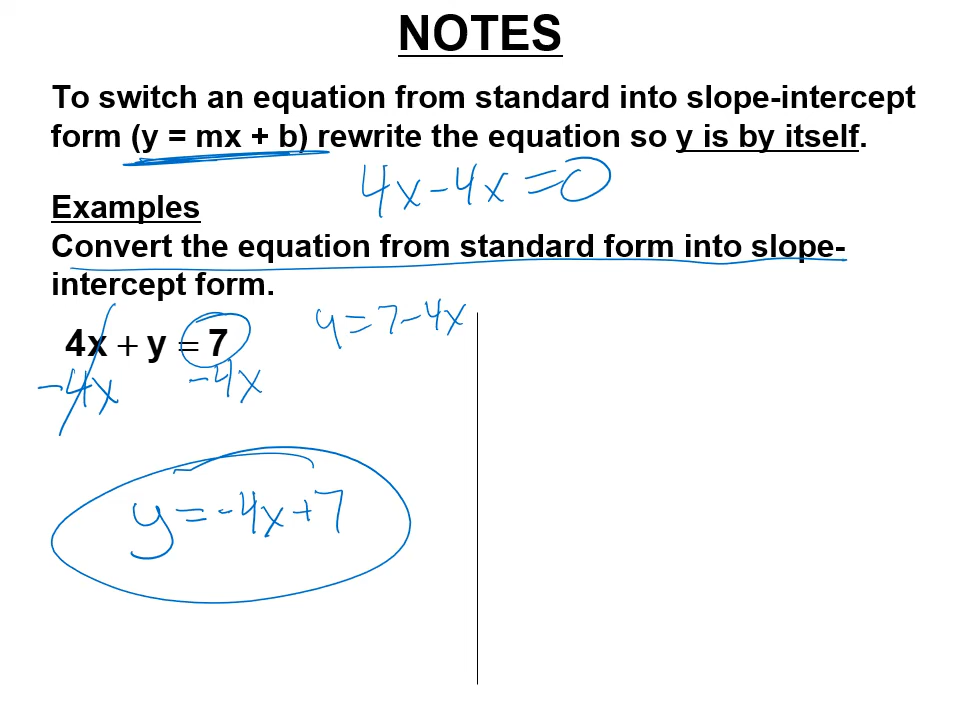 NOTES
To switch an equation from standard into slope-intercept
form (y = mx + b) rewrite the equation so y is by itself.
4x - 4x = 0
Examples
Convert the equation from standard form into slope-
intercept form.
y = 7 - 4x
4x + y = 7
-4x -4x
y = -4x + 7